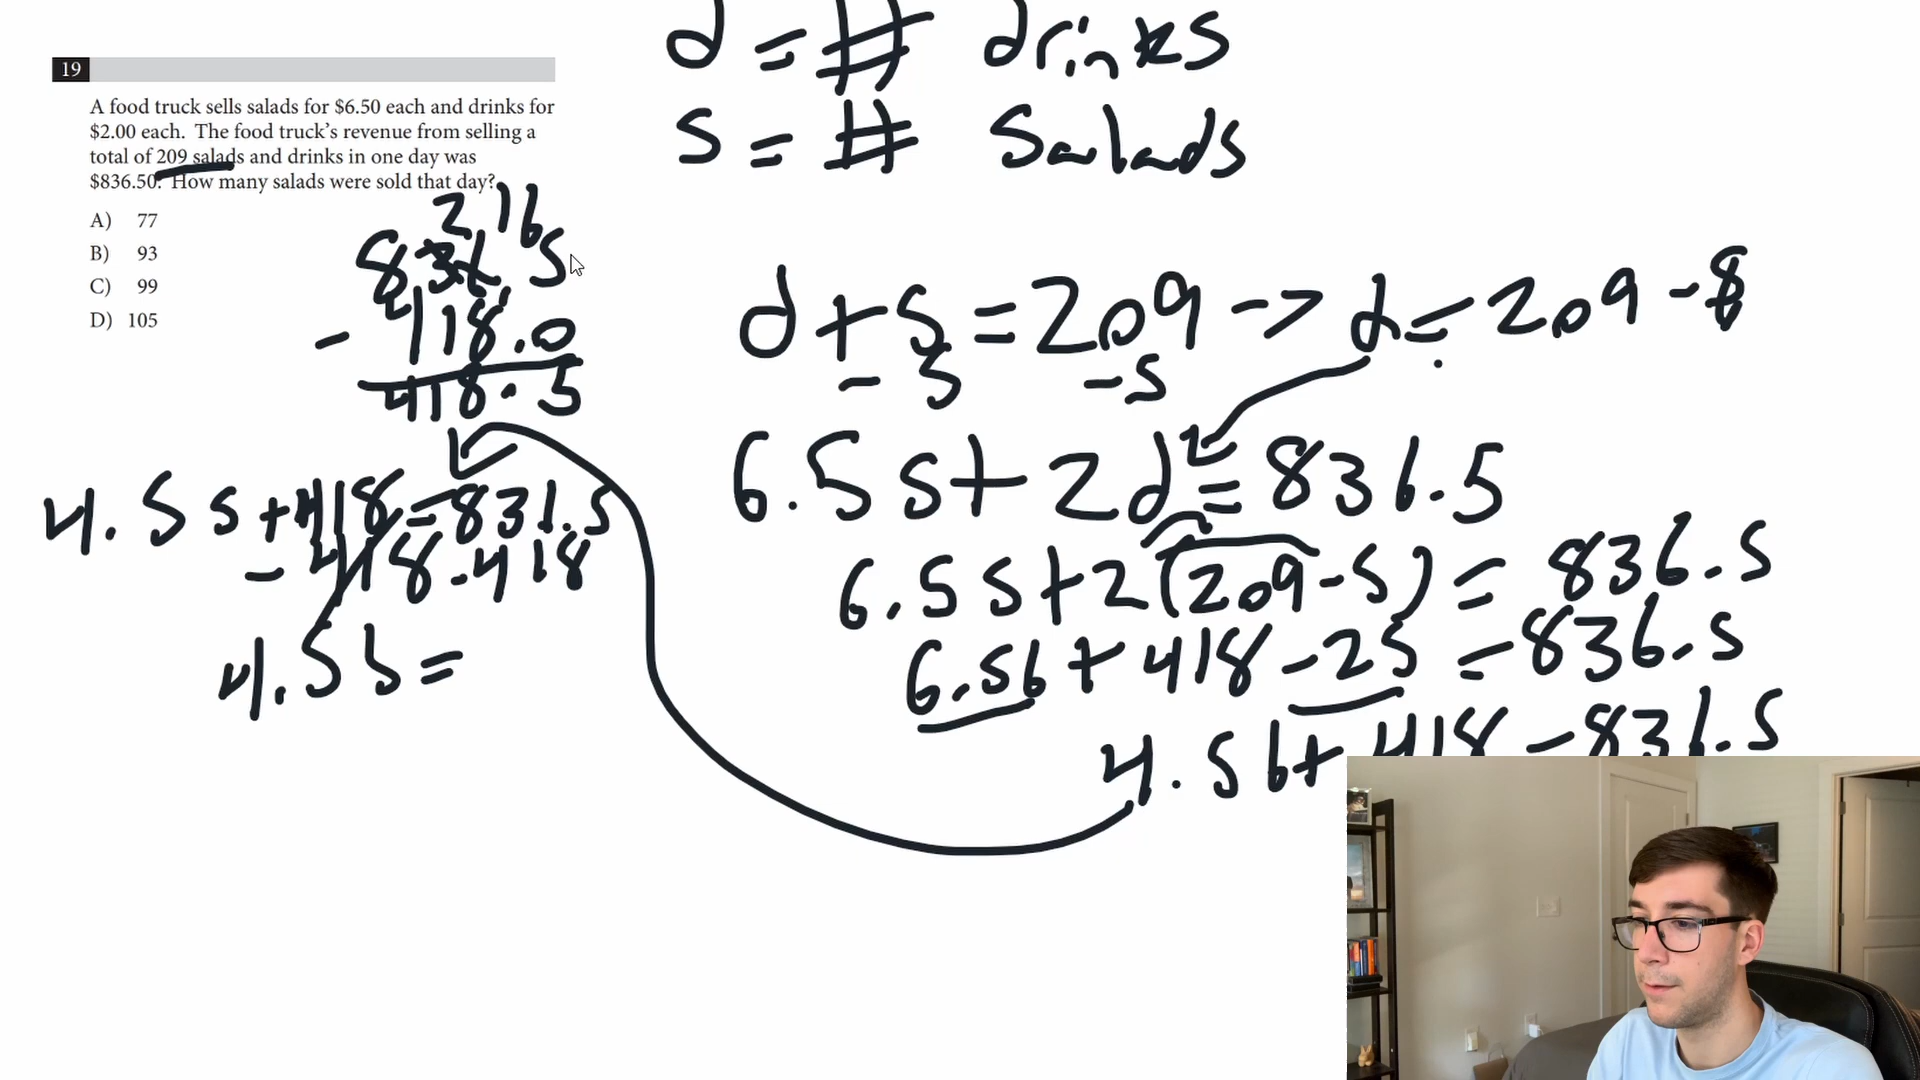 d = # drinks
s = # Salads
19
A food truck sells salads for $6.50 each and drinks for
$2.00 each. The food truck's revenue from selling a
total of 209 salads and drinks in one day was
$836.50. How many salads were sold that day?
A) 77
B) 93
C) 99
D) 105
2 16
836.5
- 418.0
418.5
d + s = 209 -> d = 209 - s
- s - s
6.5s + 2d = 836.5
6.5s + 2(209 - s) = 836.5
6.5s + 418 - 2s = 836.5
4.5s + 418 = 836.5
4.5s + 418 = 836.5
- 418 - 418
4.5s =